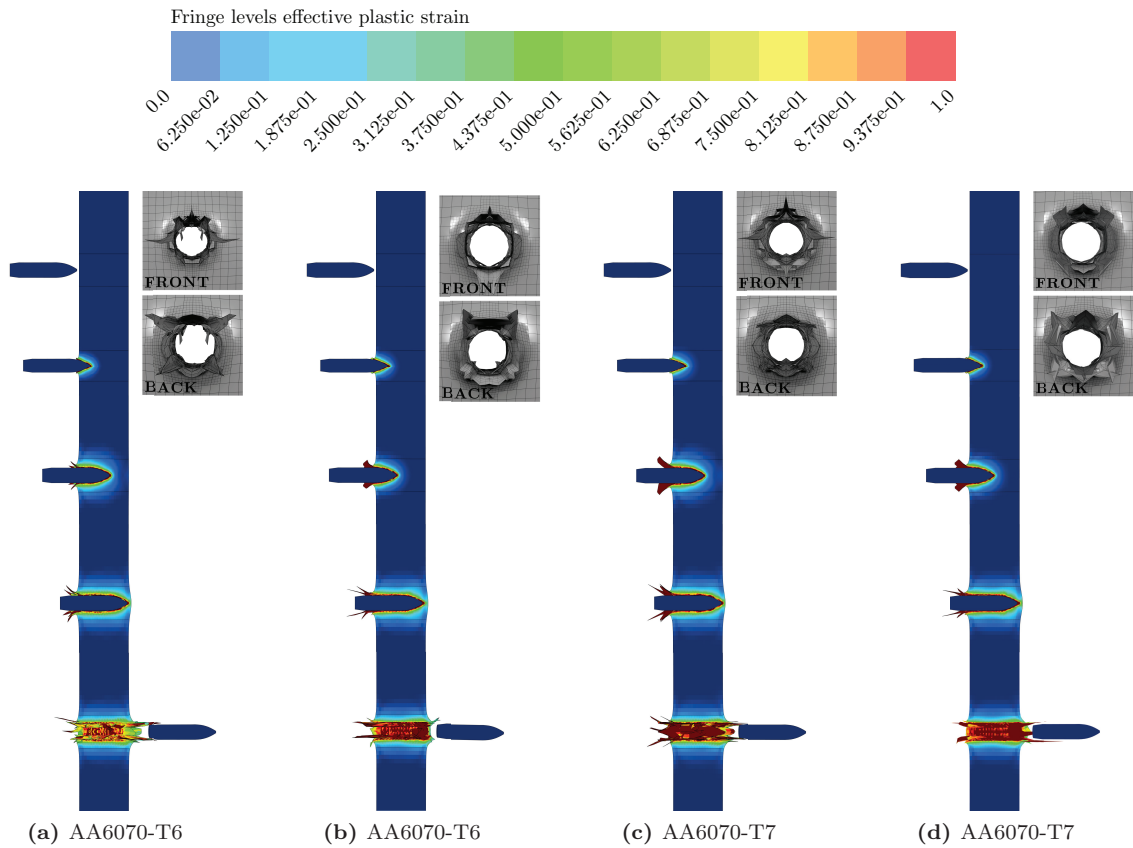 Fringe levels effective plastic strain
0.0
6.250e-02
1.250e-01
1.875e-01
2.500e-01
3.125e-01
3.750e-01
4.375e-01
5.000e-01
5.625e-01
6.250e-01
6.875e-01
7.500e-01
8.125e-01
8.750e-01
9.375e-01
1.0
FRONT
BACK
FRONT
BACK
FRONT
BACK
FRONT
BACK
(a) AA6070-T6
(b) AA6070-T6
(c) AA6070-T7
(d) AA6070-T7